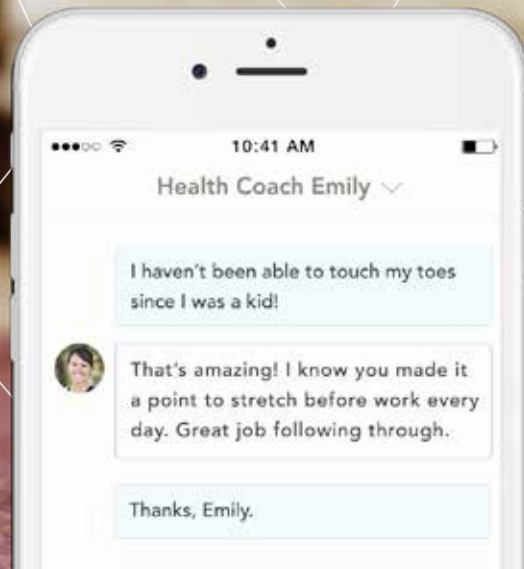 10:41 AM
Health Coach Emily
I haven't been able to touch my toes
since I was a kid!
That's amazing! I know you made it
a point to stretch before work every
day. Great job following through.
Thanks, Emily.